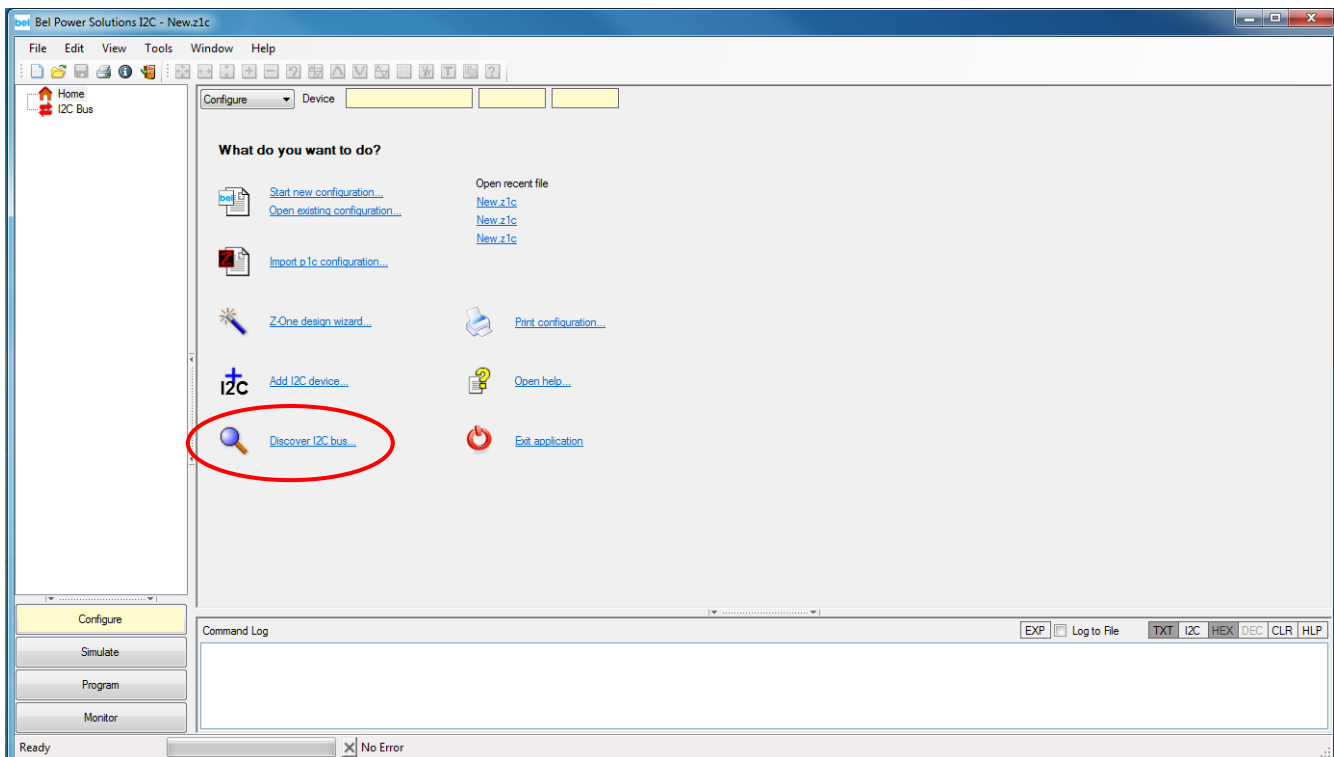 bel Bel Power Solutions I2C - New.z1c
File Edit View Tools Window Help
Home
I2C Bus
Configure Device
What do you want to do?
bel Start new configuration...
Open existing configuration...
Open recent file
New.z1c
New.z1c
New.z1c
Z Import p1c configuration...
Z-One design wizard...
Print configuration...
I2C Add I2C device...
Open help...
Discover I2C bus...
Exit application
Configure
Simulate
Program
Monitor
Command Log EXP Log to File TXT I2C HEX DEC CLR HLP
Ready No Error